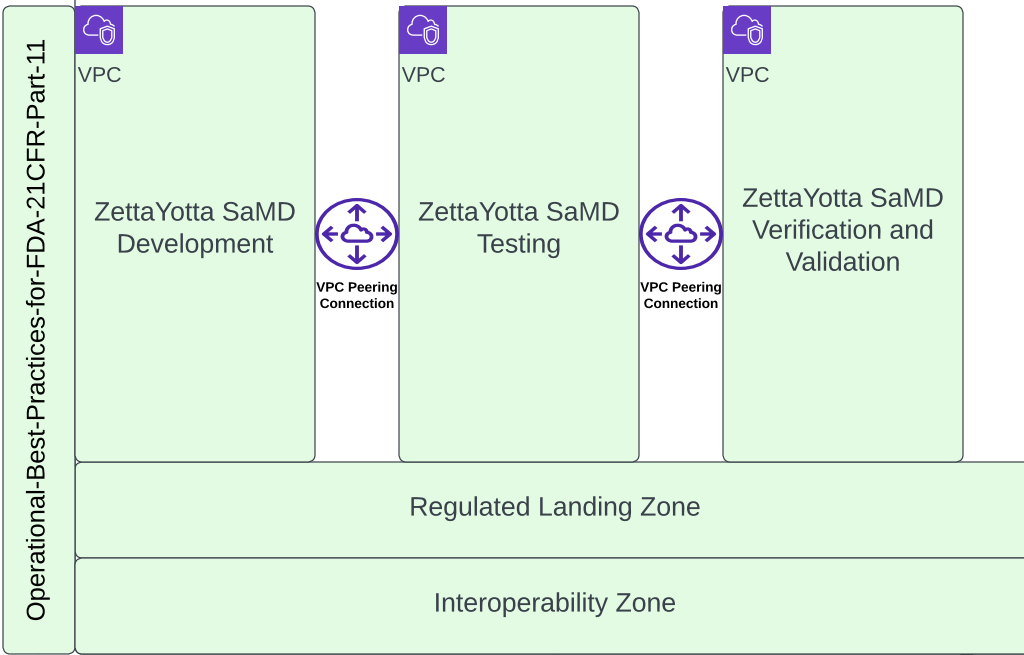 Operational-Best-Practices-for-FDA-21CFR-Part-11
VPC
ZettaYotta SaMD
Development
VPC Peering
Connection
VPC
ZettaYotta SaMD
Testing
VPC Peering
Connection
VPC
ZettaYotta SaMD
Verification and
Validation
Regulated Landing Zone
Interoperability Zone